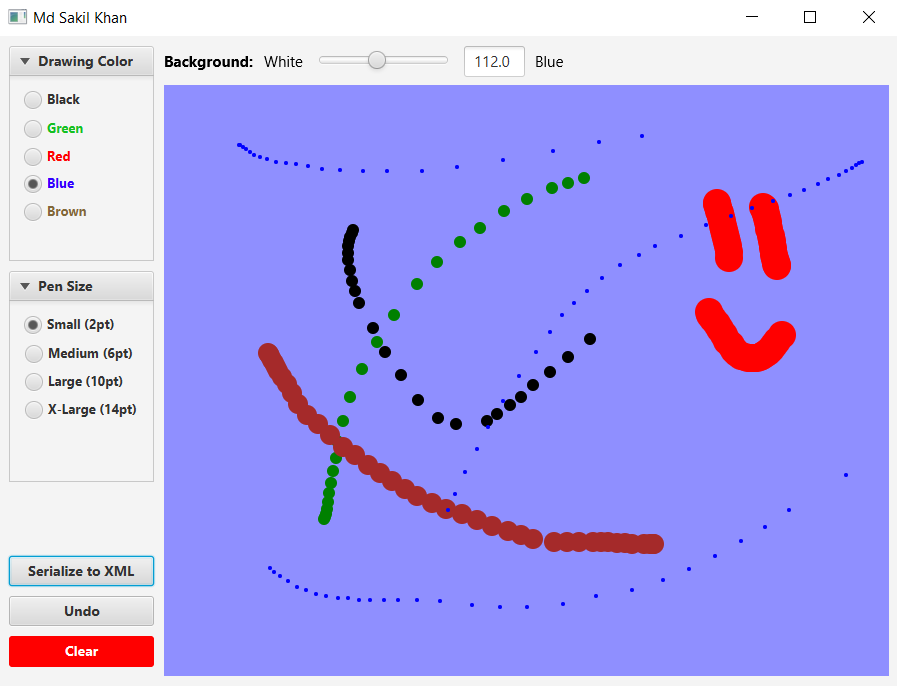 Md Sakil Khan
Drawing Color
Background: White 112.0 Blue
Black
Green
Red
Blue
Brown
Pen Size
Small (2pt)
Medium (6pt)
Large (10pt)
X-Large (14pt)
Serialize to XML
Undo
Clear